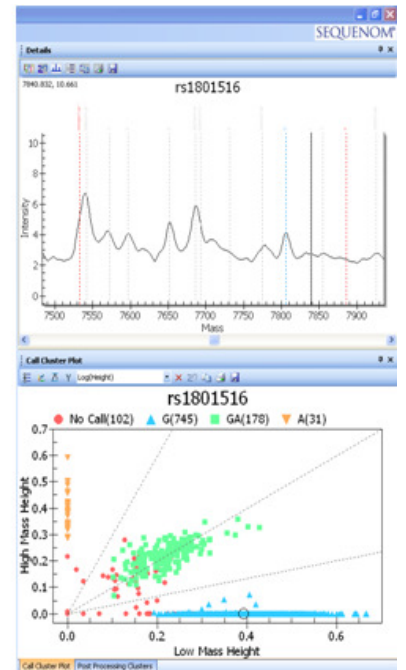 SEQUENOM
Details
7840.832, 10.661
rs1801516
Intensity
10
8
6
4
2
0
7500 7550 7600 7650 7700 7750 7800 7850 7900
Mass
Call Cluster Plot
Log(Height)
rs1801516
No Call(102) G(745) GA(178) A(31)
High Mass Height
0.7
0.6
0.5
0.4
0.3
0.2
0.1
0.0
0.0 0.2 0.4 0.6
Low Mass Height
Call Cluster Plot Post Processing Clusters